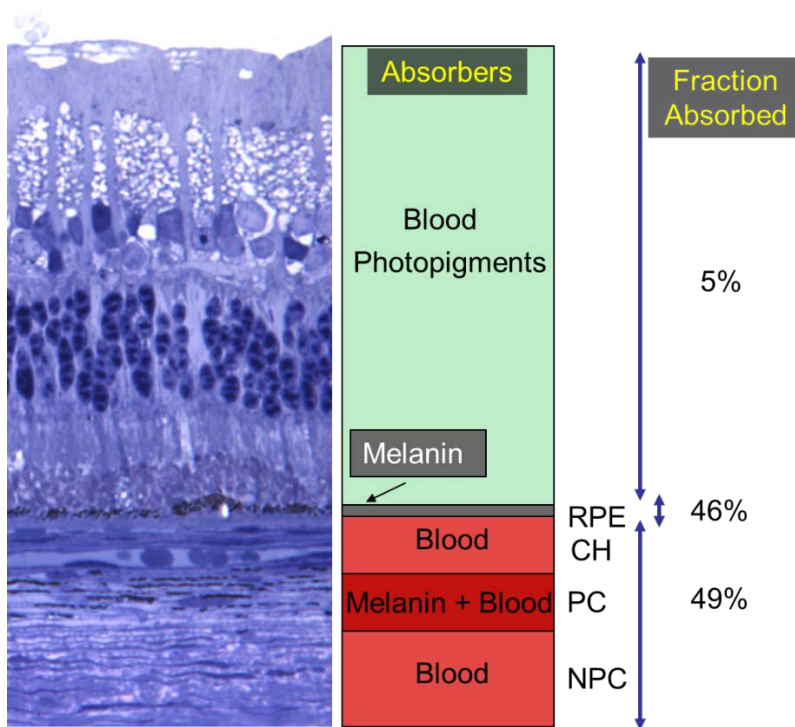 Absorbers
Fraction
Absorbed
Blood
Photopigments
5%
Melanin
RPE
46%
Blood
CH
Melanin + Blood
PC
49%
Blood
NPC